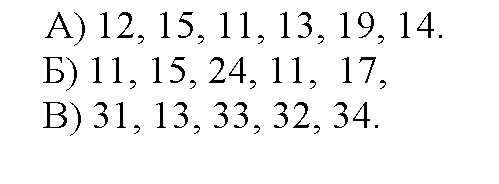 А) 12, 15, 11, 13, 19, 14.
Б) 11, 15, 24, 11, 17,
В) 31, 13, 33, 32, 34.